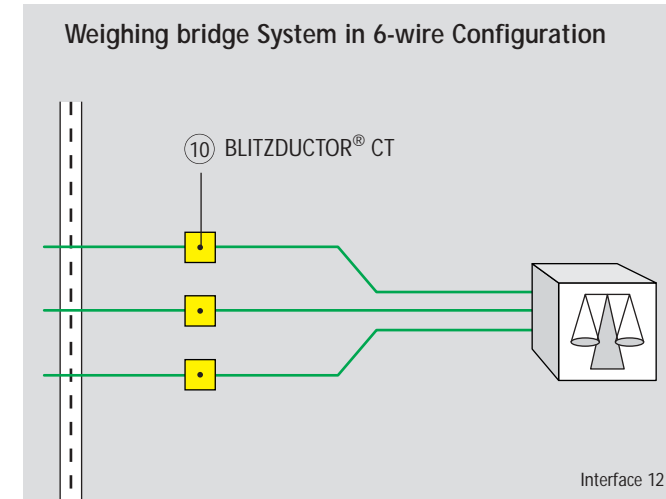 Weighing bridge System in 6-wire Configuration
10 BLITZDUCTOR® CT
Interface 12